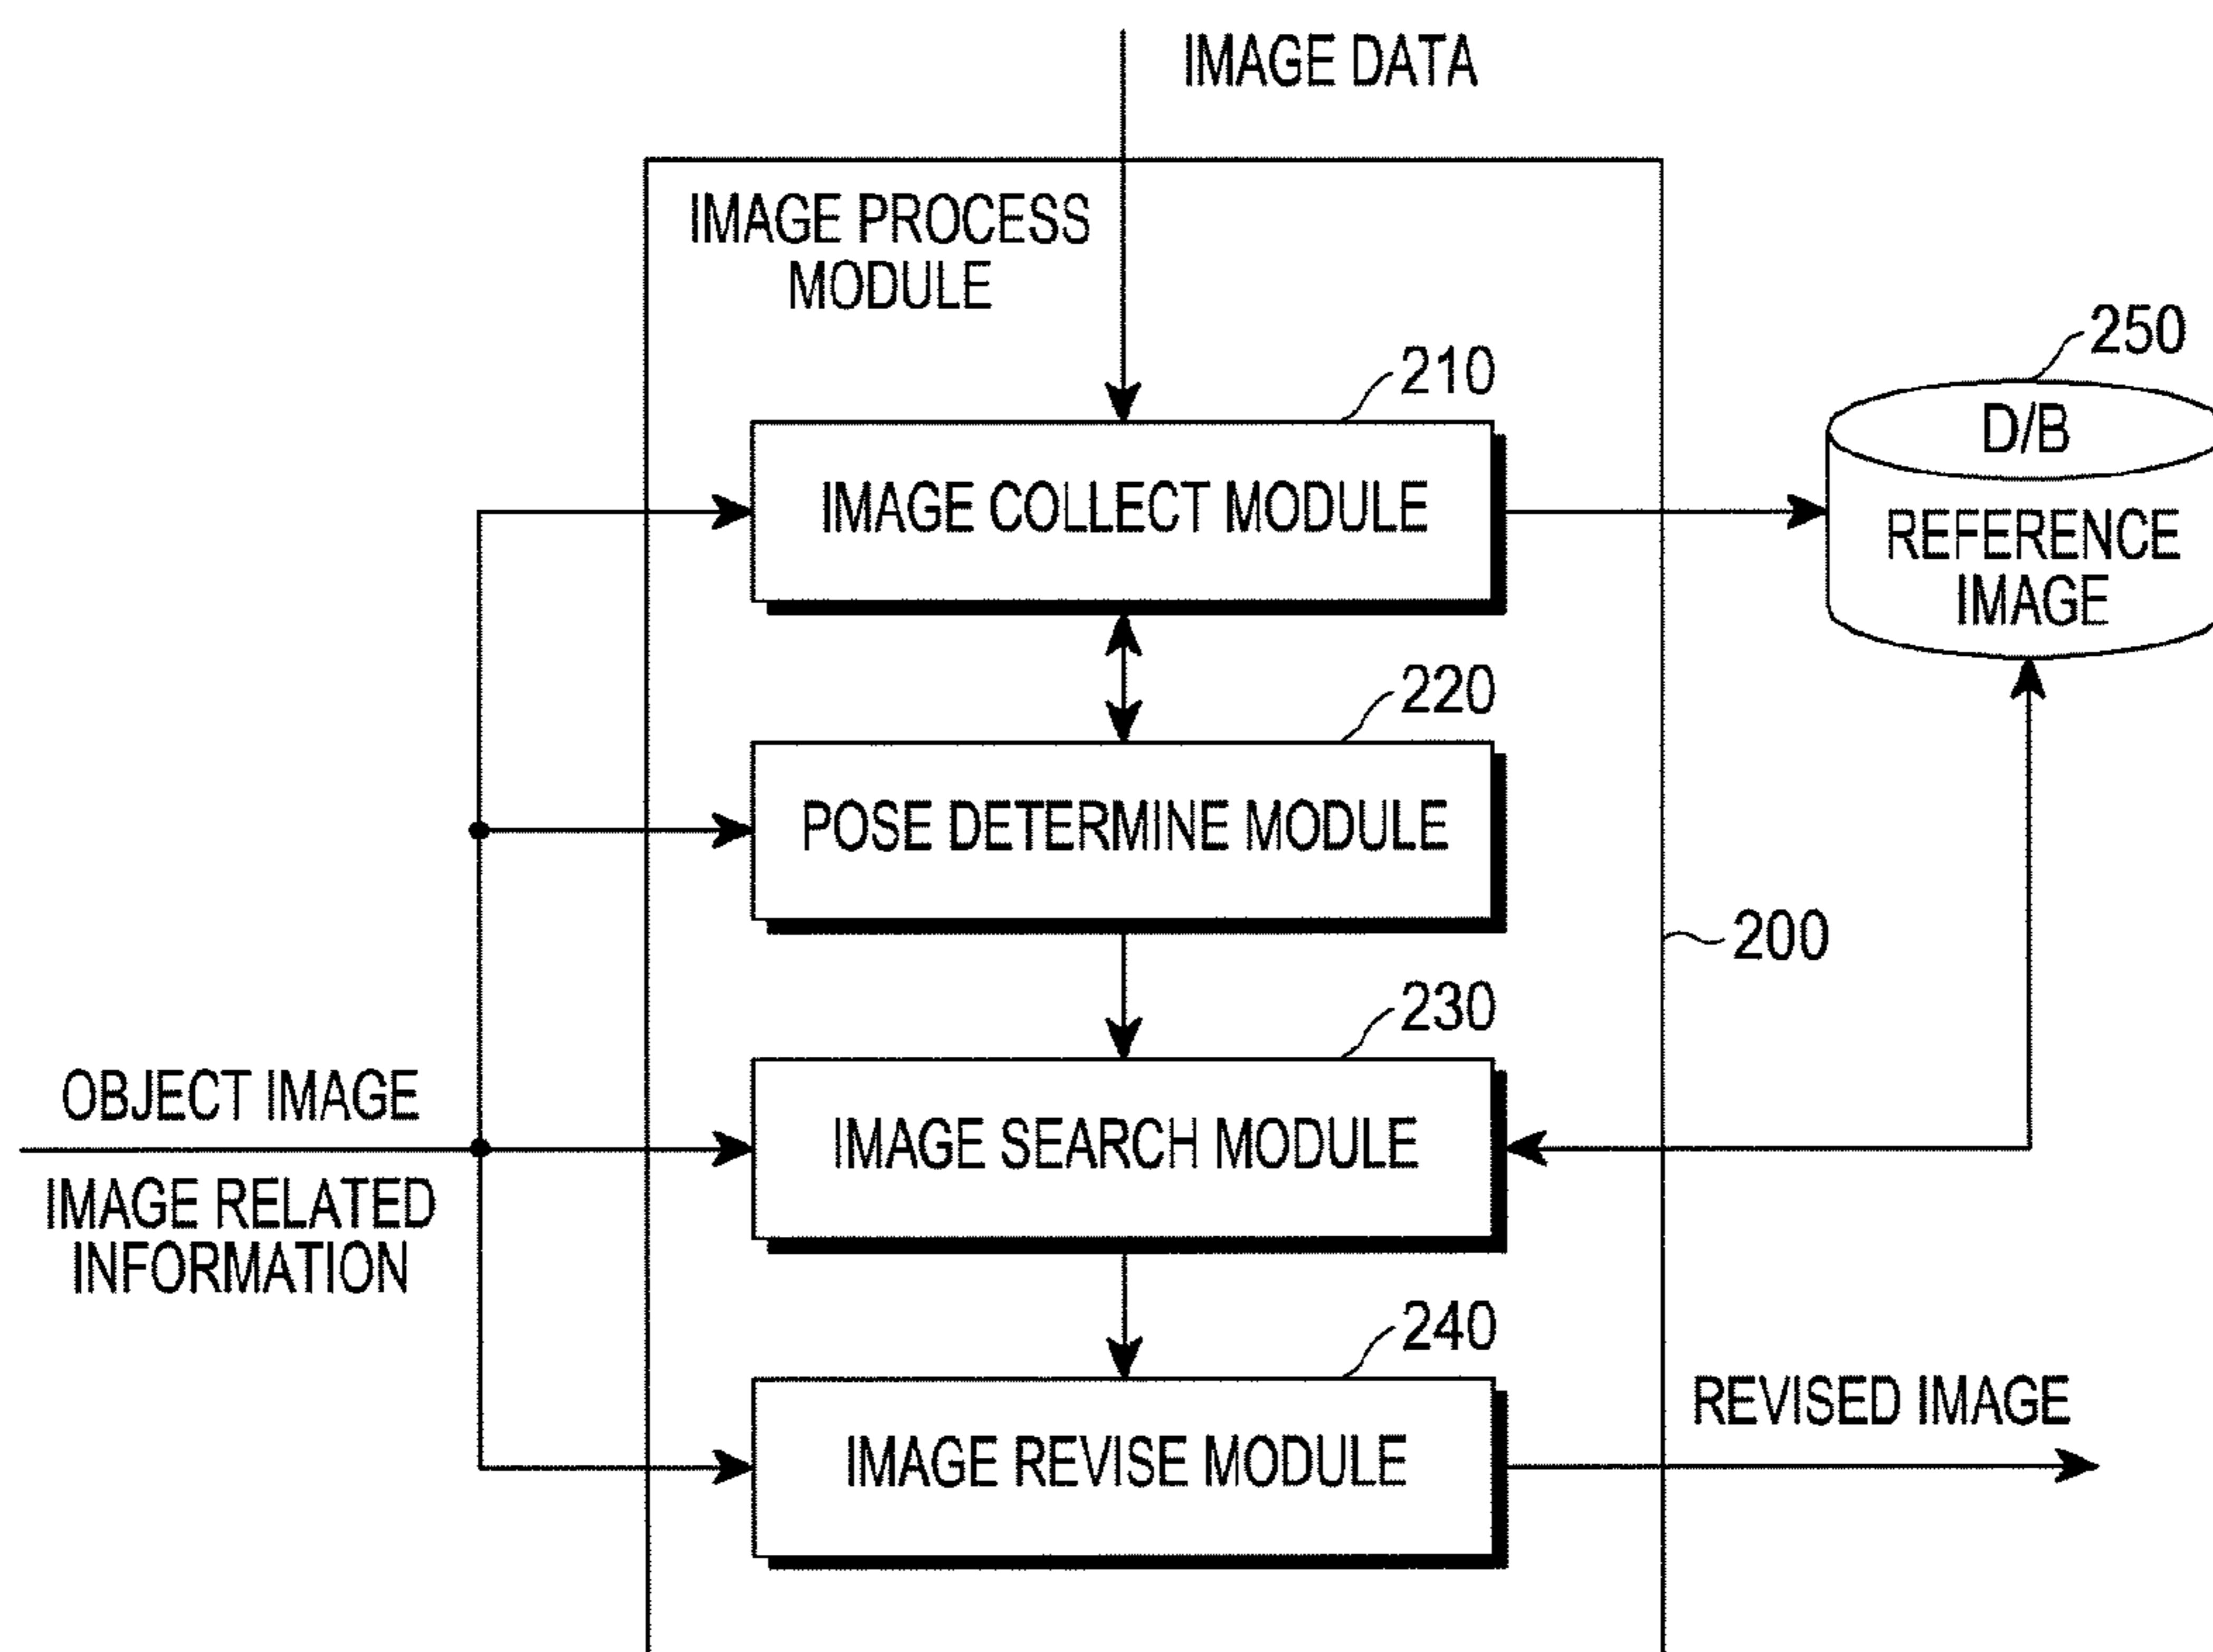 IMAGE DATA
IMAGE PROCESS
MODULE
210
IMAGE COLLECT MODULE
250
D/B
REFERENCE
IMAGE
220
POSE DETERMINE MODULE
200
230
IMAGE SEARCH MODULE
OBJECT IMAGE
IMAGE RELATED
INFORMATION
240
IMAGE REVISE MODULE
REVISED IMAGE